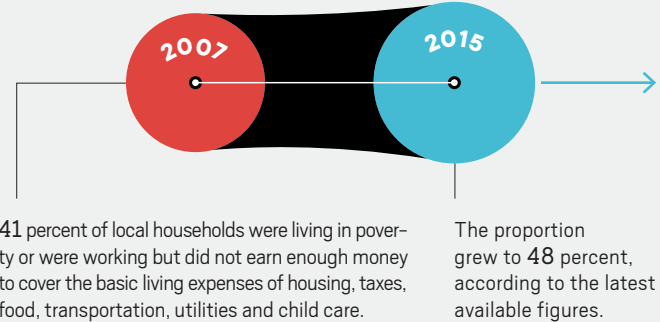 2007
2015
41 percent of local households were living in pover-
ty or were working but did not earn enough money
to cover the basic living expenses of housing, taxes,
food, transportation, utilities and child care.
The proportion
grew to 48 percent,
according to the latest
available figures.